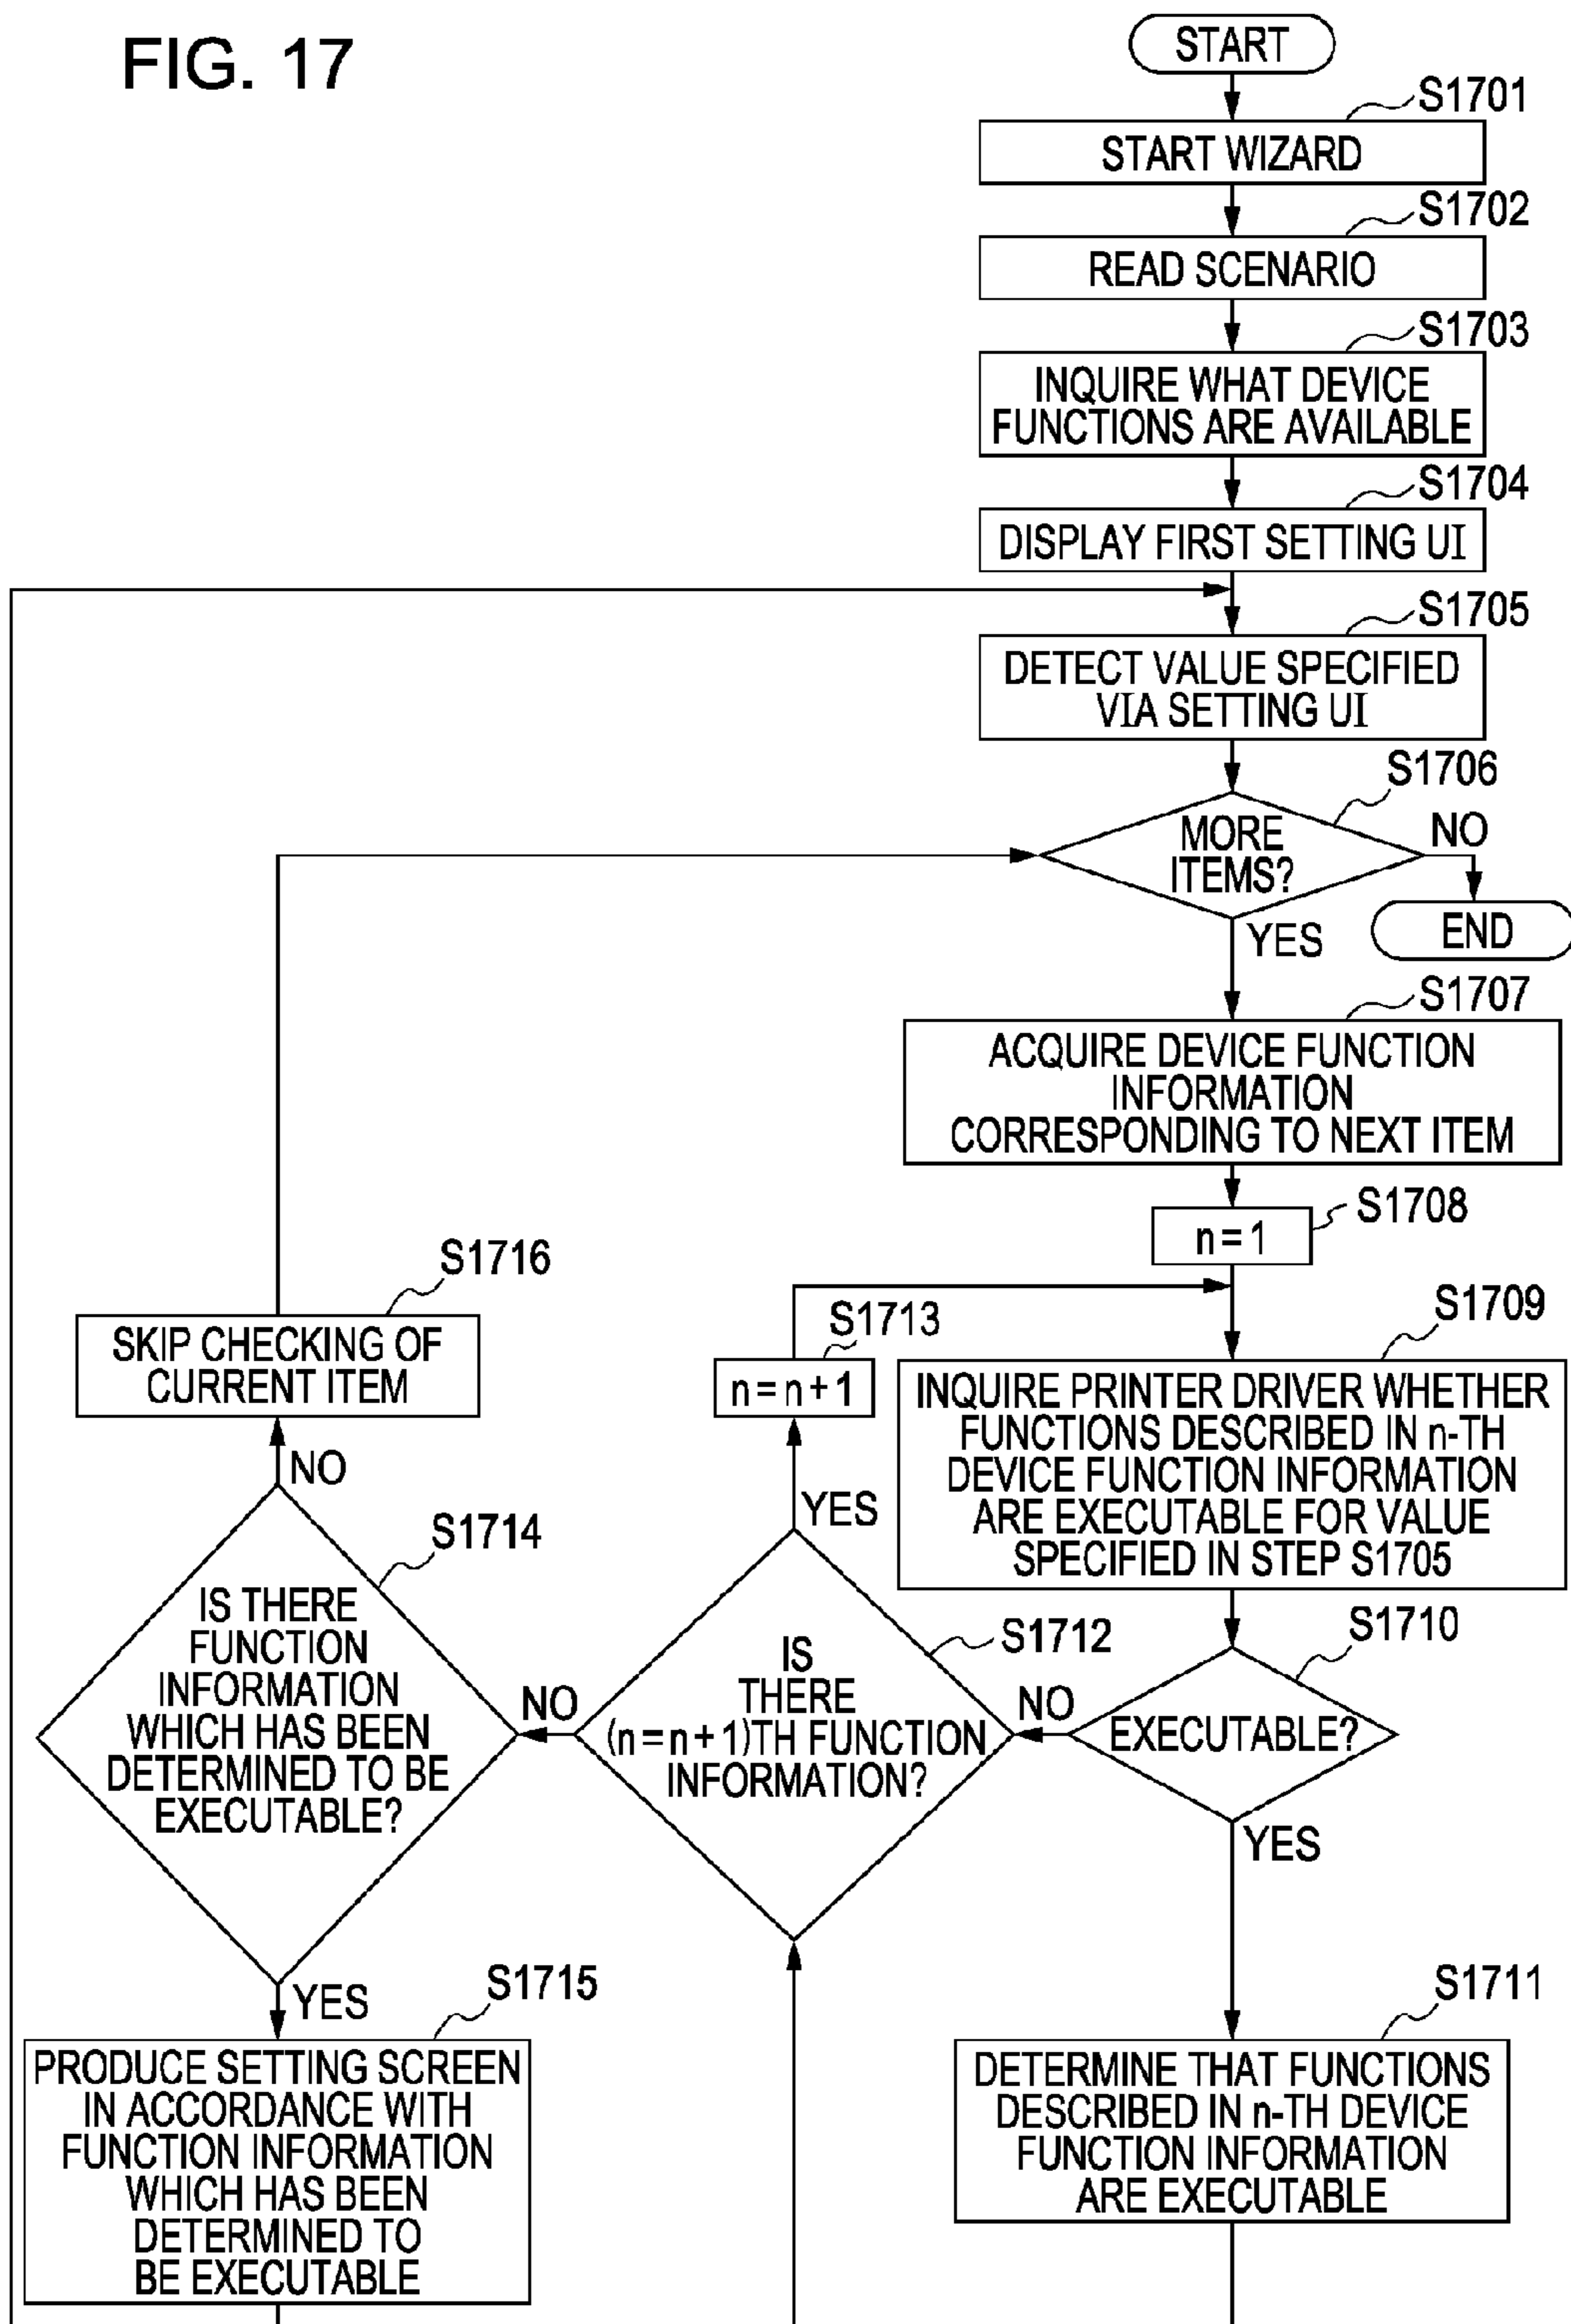 FIG. 17
START
S1701
START WIZARD
S1702
READ SCENARIO
S1703
INQUIRE WHAT DEVICE
FUNCTIONS ARE AVAILABLE
S1704
DISPLAY FIRST SETTING UI
S1705
DETECT VALUE SPECIFIED
VIA SETTING UI
S1706
MORE
ITEMS?
NO
END
YES
S1707
ACQUIRE DEVICE FUNCTION
INFORMATION
CORRESPONDING TO NEXT ITEM
S1708
n = 1
S1709
INQUIRE PRINTER DRIVER WHETHER
FUNCTIONS DESCRIBED IN n-TH
DEVICE FUNCTION INFORMATION
ARE EXECUTABLE FOR VALUE
SPECIFIED IN STEP S1705
S1710
EXECUTABLE?
NO
YES
S1711
DETERMINE THAT FUNCTIONS
DESCRIBED IN n-TH DEVICE
FUNCTION INFORMATION
ARE EXECUTABLE
S1712
IS
THERE
(n = n + 1)TH FUNCTION
INFORMATION?
YES
NO
S1713
n = n + 1
S1714
IS THERE
FUNCTION
INFORMATION
WHICH HAS BEEN
DETERMINED TO BE
EXECUTABLE?
NO
YES
S1715
PRODUCE SETTING SCREEN
IN ACCORDANCE WITH
FUNCTION INFORMATION
WHICH HAS BEEN
DETERMINED TO
BE EXECUTABLE
S1716
SKIP CHECKING OF
CURRENT ITEM